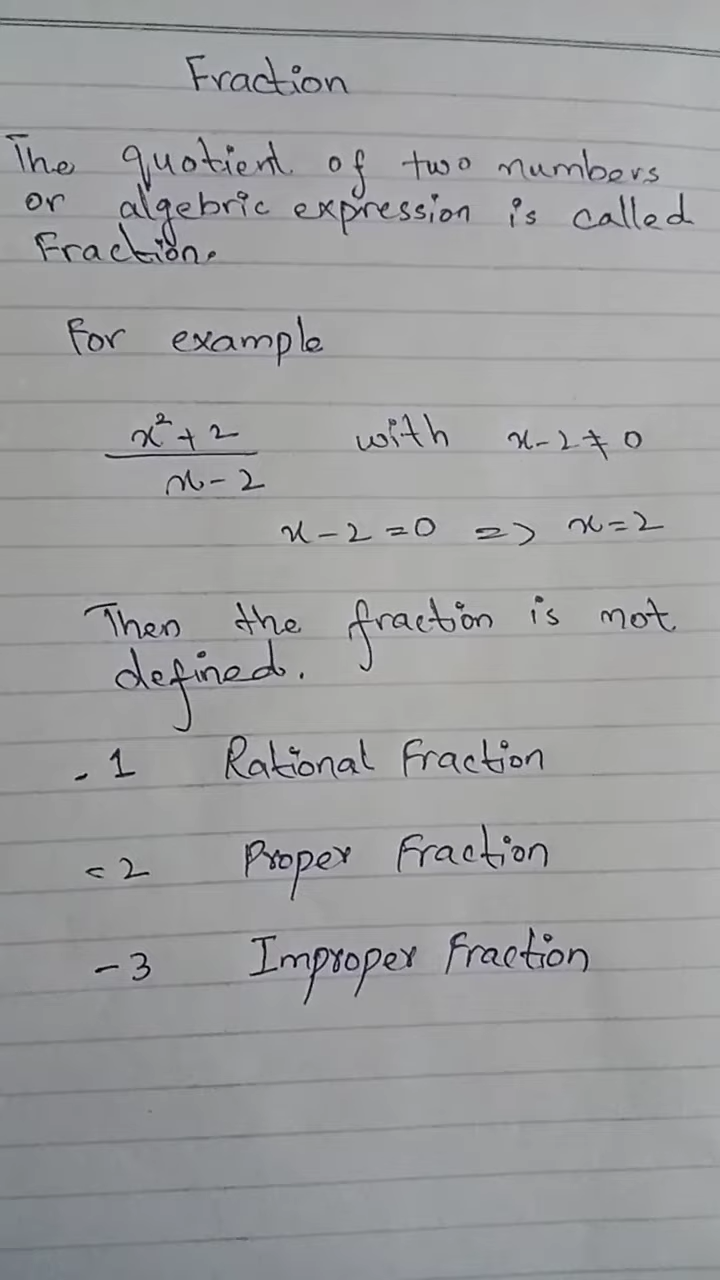 Fraction
The quotient of two numbers
or algebric expression is called
Fraction.
For example
x²+2 / x-2 with x-2≠0
x-2=0 => x=2
Then the fraction is not
defined.
-1 Rational Fraction
-2 Proper Fraction
-3 Improper Fraction